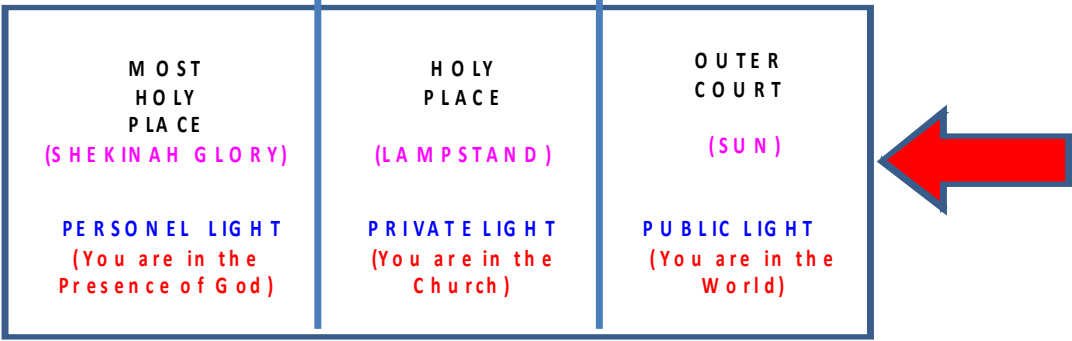 MOST
HOLY
PLACE
(SHEKINAH GLORY)
PERSONEL LIGHT
(You are in the
Presence of God)
HOLY
PLACE
(LAMPSTAND)
PRIVATE LIGHT
(You are in the
Church)
OUTER
COURT
(SUN)
PUBLIC LIGHT
(You are in the
World)